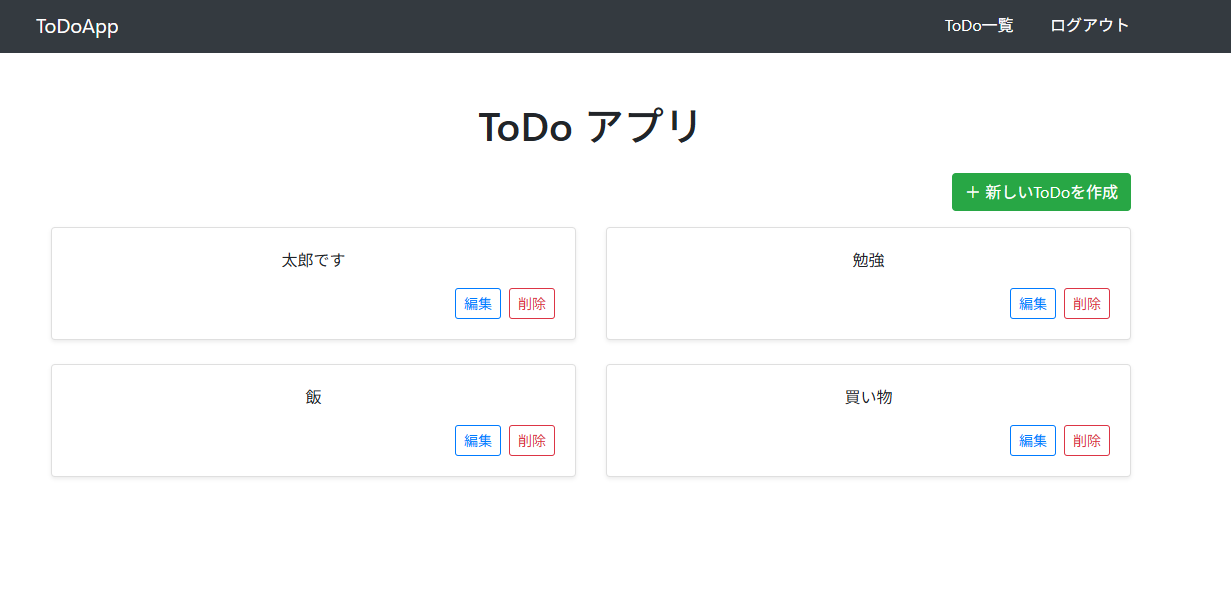 ToDoApp
ToDo一覧
ログアウト
ToDo アプリ
+ 新しいToDoを作成
太郎です
編集 削除
勉強
編集 削除
飯
編集 削除
買い物
編集 削除